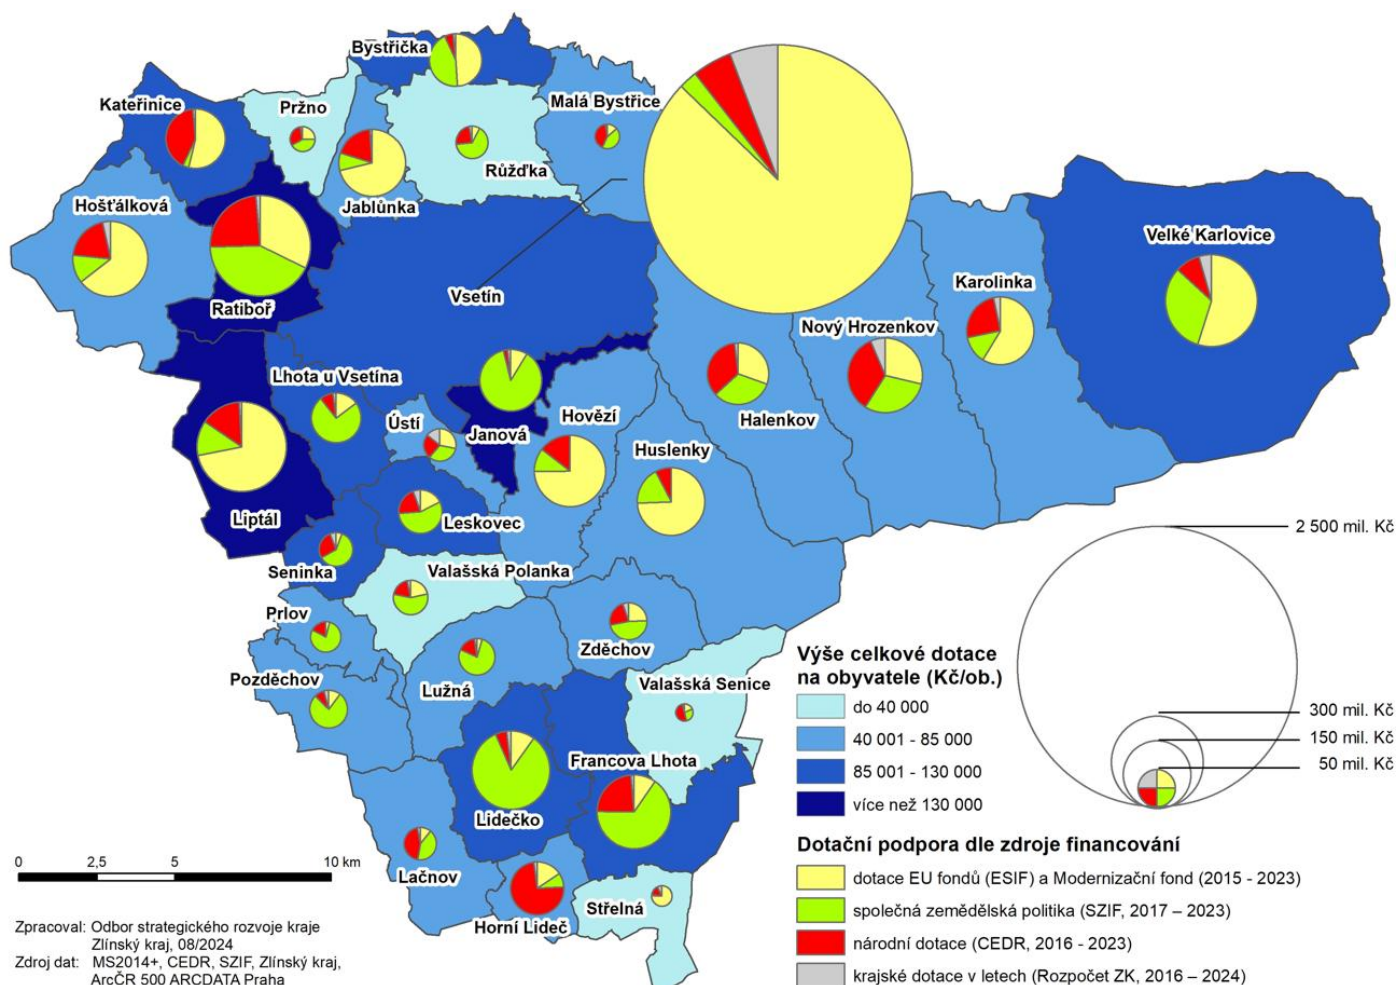 Bystřička
Kateřinice
Pržno
Malá Bystřice
Růžďka
Hošťálková
Jablůnka
Velké Karlovice
Karolinka
Vsetín
Ratiboř
Nový Hrozenkov
Lhota u Vsetína
Hovězí
Ústí
Halenkov
Janová
Huslenky
Liptál
Leskovec
Seninka
Valašská Polanka
Prlov
Zděchov
Pozděchov
Lužná
Valašská Senice
Francova Lhota
Lidečko
Lačnov
Střelná
Horní Lideč
2 500 mil. Kč
300 mil. Kč
150 mil. Kč
50 mil. Kč
Výše celkové dotace
na obyvatele (Kč/ob.)
do 40 000
40 001 - 85 000
85 001 - 130 000
více než 130 000
Dotační podpora dle zdroje financování
dotace EU fondů (ESIF) a Modernizační fond (2015 - 2023)
společná zemědělská politika (SZIF, 2017 – 2023)
národní dotace (CEDR, 2016 - 2023)
krajské dotace v letech (Rozpočet ZK, 2016 – 2024)
0 2,5 5 10 km
Zpracoval: Odbor strategického rozvoje kraje
Zlínský kraj, 08/2024
Zdroj dat: MS2014+, CEDR, SZIF, Zlínský kraj,
ArcČR 500 ARCDATA Praha